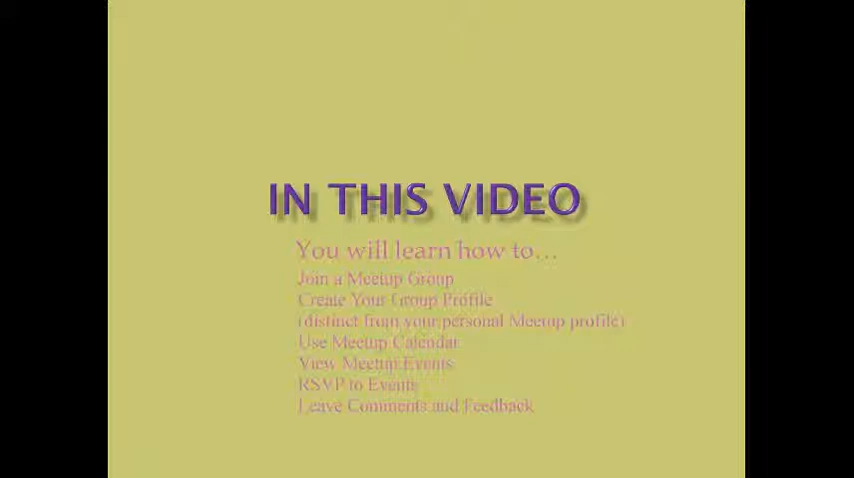 IN THIS VIDEO
You will learn how to...
Join a Meetup Group
Create Your Group Profile
(distinct from your personal Meetup profile)
Use Meetup Calendar
View Meetup Events
RSVP to Events
Leave Comments and Feedback